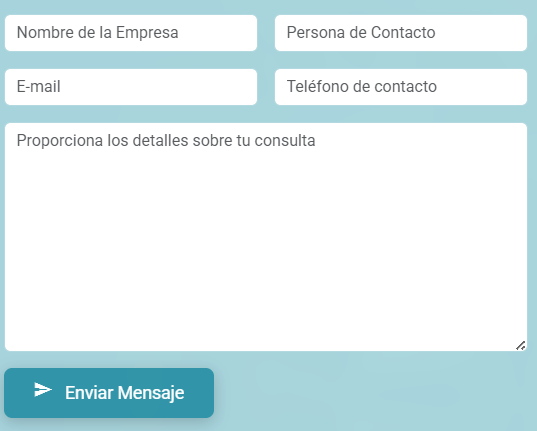 Nombre de la Empresa
Persona de Contacto
E-mail
Teléfono de contacto
Proporciona los detalles sobre tu consulta
Enviar Mensaje